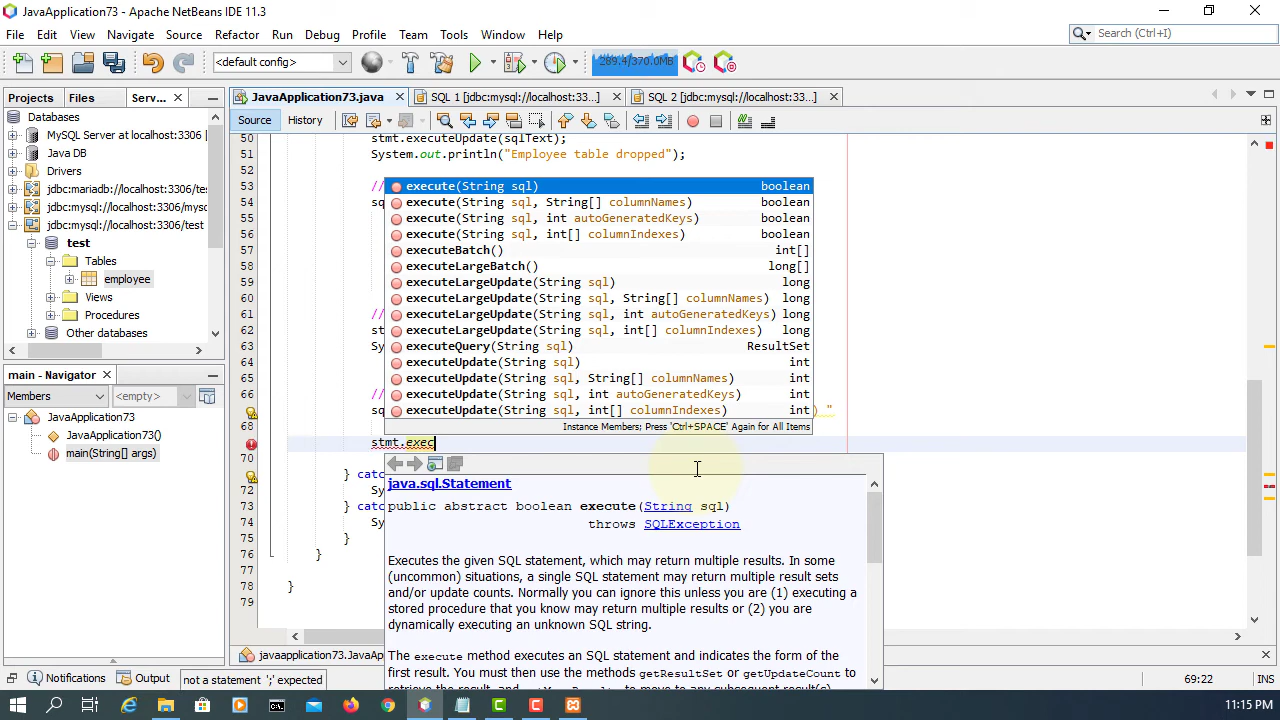 JavaApplication73 - Apache NetBeans IDE 11.3
File Edit View Navigate Source Refactor Run Debug Profile Team Tools Window Help
Search (Ctrl+I)
<default config>
289.4/370.0MB
Projects Files Serv...
JavaApplication73.java
SQL 1 [jdbc:mysql://localhost:33...]
SQL 2 [jdbc:mysql://localhost:33...]
Source History
Databases
MySQL Server at localhost:3306
Java DB
Drivers
jdbc:mariadb://localhost:3306/te
jdbc:mysql://localhost:3306/mysc
jdbc:mysql://localhost:3306/test
test
Tables
employee
Views
Procedures
Other databases
main - Navigator
Members
<empty>
JavaApplication73
JavaApplication73()
main(String[] args)
50 stmt.executeUpdate(sqlText);
51 System.out.println("Employee table dropped");
52
53 //
54 sq
55
56
57
58
59
60
61 //
62 st
63 Sy
64
65
66 //
sq ) "
68
stmt.exec
70
} catc
72 Sy
} catc
74 Sy
75 }
76 }
77
78 }
79
execute(String sql) boolean
execute(String sql, String[] columnNames) boolean
execute(String sql, int autoGeneratedKeys) boolean
execute(String sql, int[] columnIndexes) boolean
executeBatch() int[]
executeLargeBatch() long[]
executeLargeUpdate(String sql) long
executeLargeUpdate(String sql, String[] columnNames) long
executeLargeUpdate(String sql, int autoGeneratedKeys) long
executeLargeUpdate(String sql, int[] columnIndexes) long
executeQuery(String sql) ResultSet
executeUpdate(String sql) int
executeUpdate(String sql, String[] columnNames) int
executeUpdate(String sql, int autoGeneratedKeys) int
executeUpdate(String sql, int[] columnIndexes) int
Instance Members; Press 'Ctrl+SPACE' Again for All Items
java.sql.Statement
public abstract boolean execute(String sql)
throws SQLException
Executes the given SQL statement, which may return multiple results. In some
(uncommon) situations, a single SQL statement may return multiple result sets
and/or update counts. Normally you can ignore this unless you are (1) executing a
stored procedure that you know may return multiple results or (2) you are
dynamically executing an unknown SQL string.
The execute method executes an SQL statement and indicates the form of the
first result. You must then use the methods getResultSet or getUpdateCount to
javaapplication73.JavaA
Notifications
Output
not a statement ';' expected
69:22
INS
11:15 PM